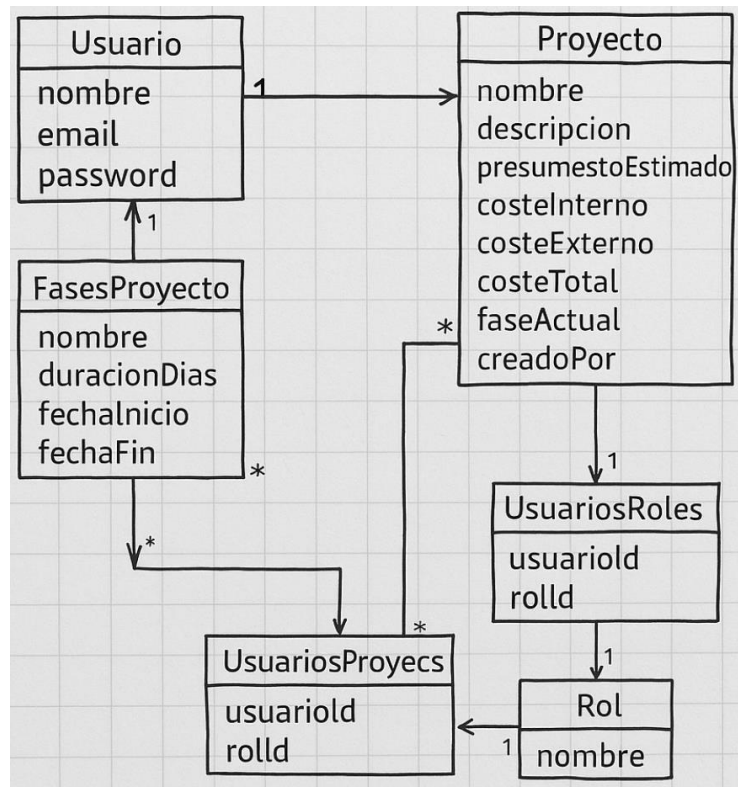 Usuario
nombre
email
password
1
Proyecto
nombre
descripcion
presumestoEstimado
costeInterno
costeExterno
costeTotal
faseActual
creadoPor
1
FasesProyecto
nombre
duracionDias
fechaInicio
fechaFin
*
*
*
1
UsuariosRoles
usuarioId
rolId
*
UsuariosProyecs
usuarioId
rolId
1
Rol
nombre
1